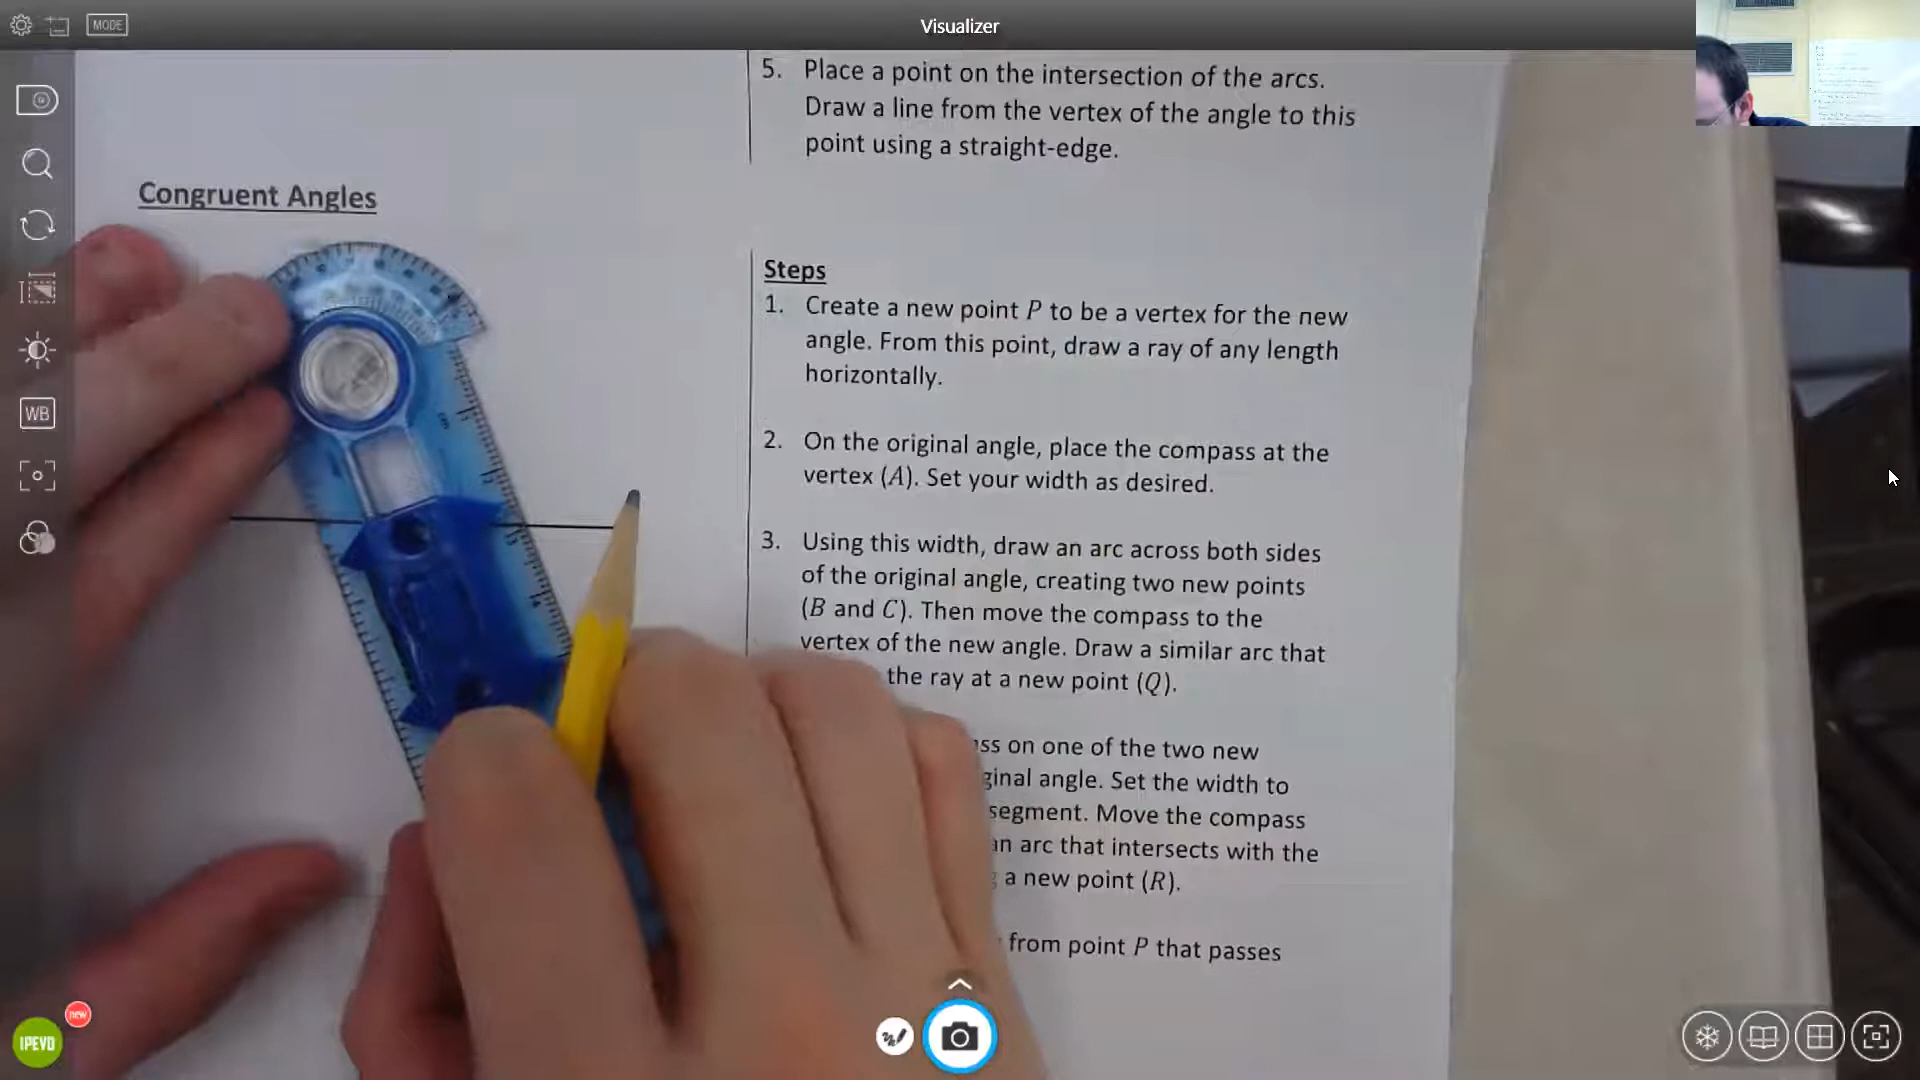 MODE
Visualizer
5. Place a point on the intersection of the arcs.
Draw a line from the vertex of the angle to this
point using a straight-edge.
Congruent Angles
Steps
1. Create a new point P to be a vertex for the new
angle. From this point, draw a ray of any length
horizontally.
2. On the original angle, place the compass at the
vertex (A). Set your width as desired.
3. Using this width, draw an arc across both sides
of the original angle, creating two new points
(B and C). Then move the compass to the
vertex of the new angle. Draw a similar arc that
the ray at a new point (Q).
on one of the two new
angle. Set the width to
segment. Move the compass
an arc that intersects with the
a new point (R).
from point P that passes
WB
new
IPEVO